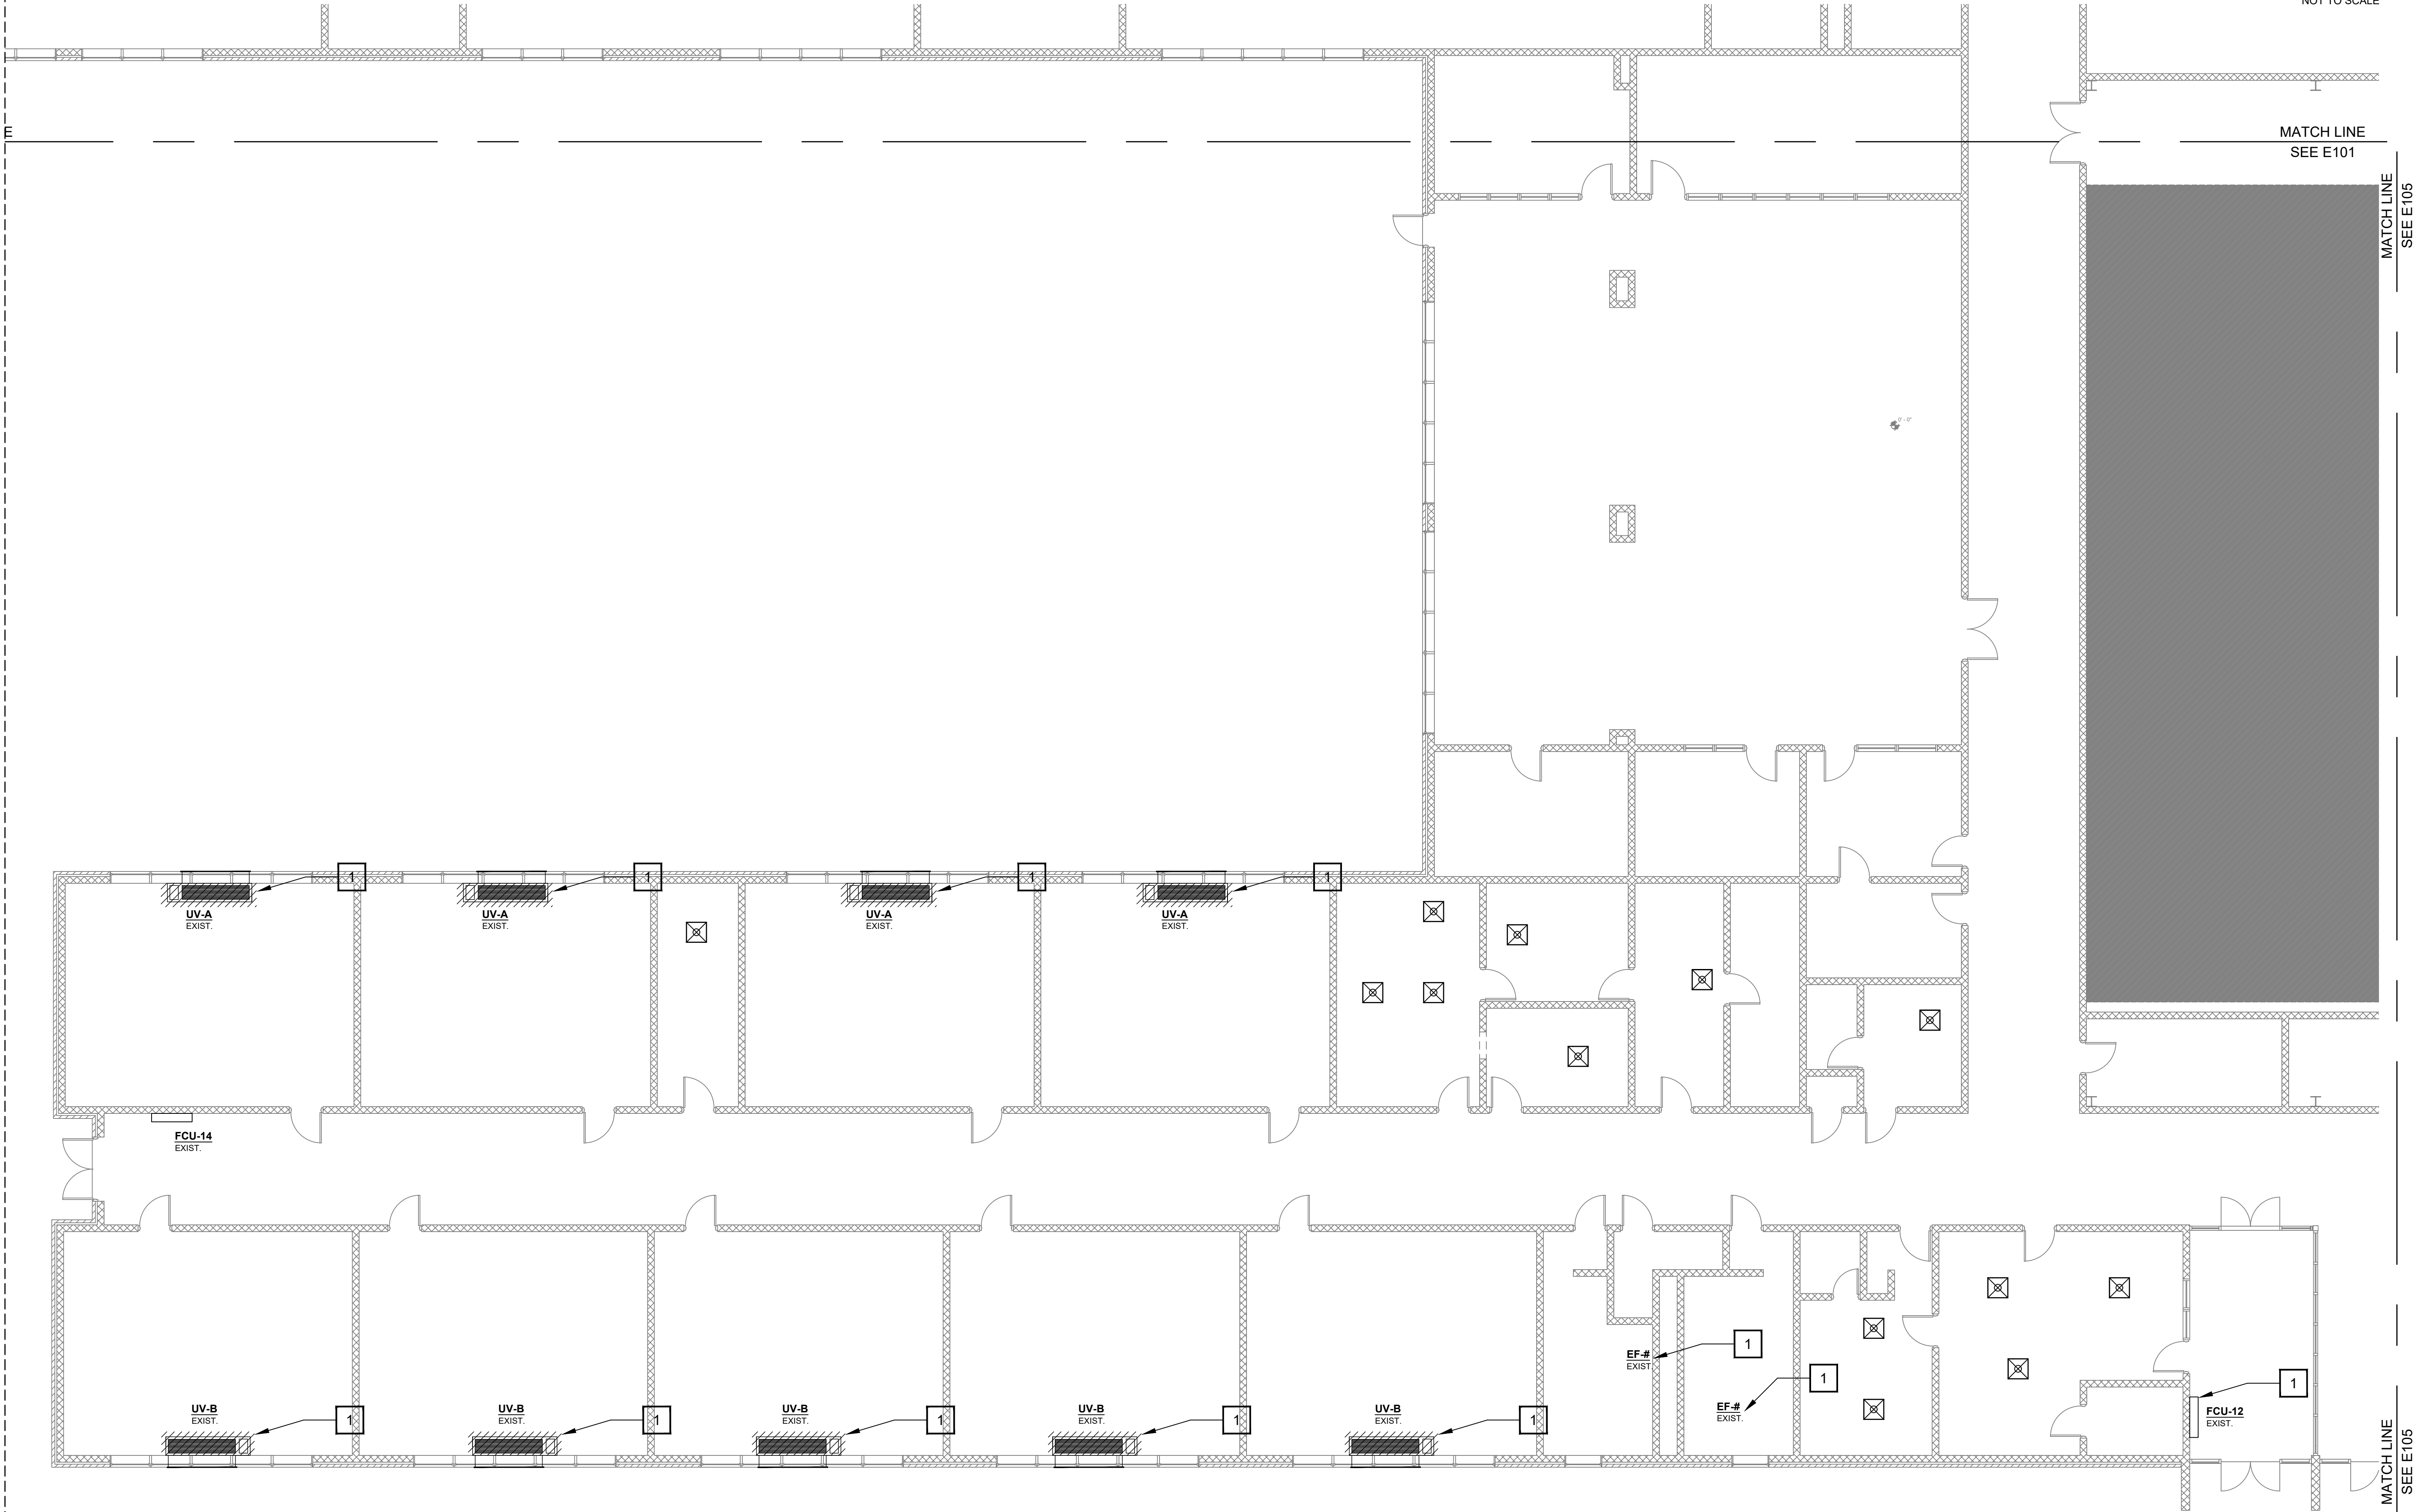 NOT TO SCALE
E
MATCH LINE
SEE E101
MATCH LINE
SEE E105
0' - 0"
1
1
1
1
UV-A
EXIST.
UV-A
EXIST.
UV-A
EXIST.
UV-A
EXIST.
FCU-14
EXIST.
EF-#
EXIST
1
EF-#
EXIST.
1
1
FCU-12
EXIST.
UV-B
EXIST.
1
UV-B
EXIST.
1
UV-B
EXIST.
1
UV-B
EXIST.
1
UV-B
EXIST.
1
MATCH LINE
SEE E105